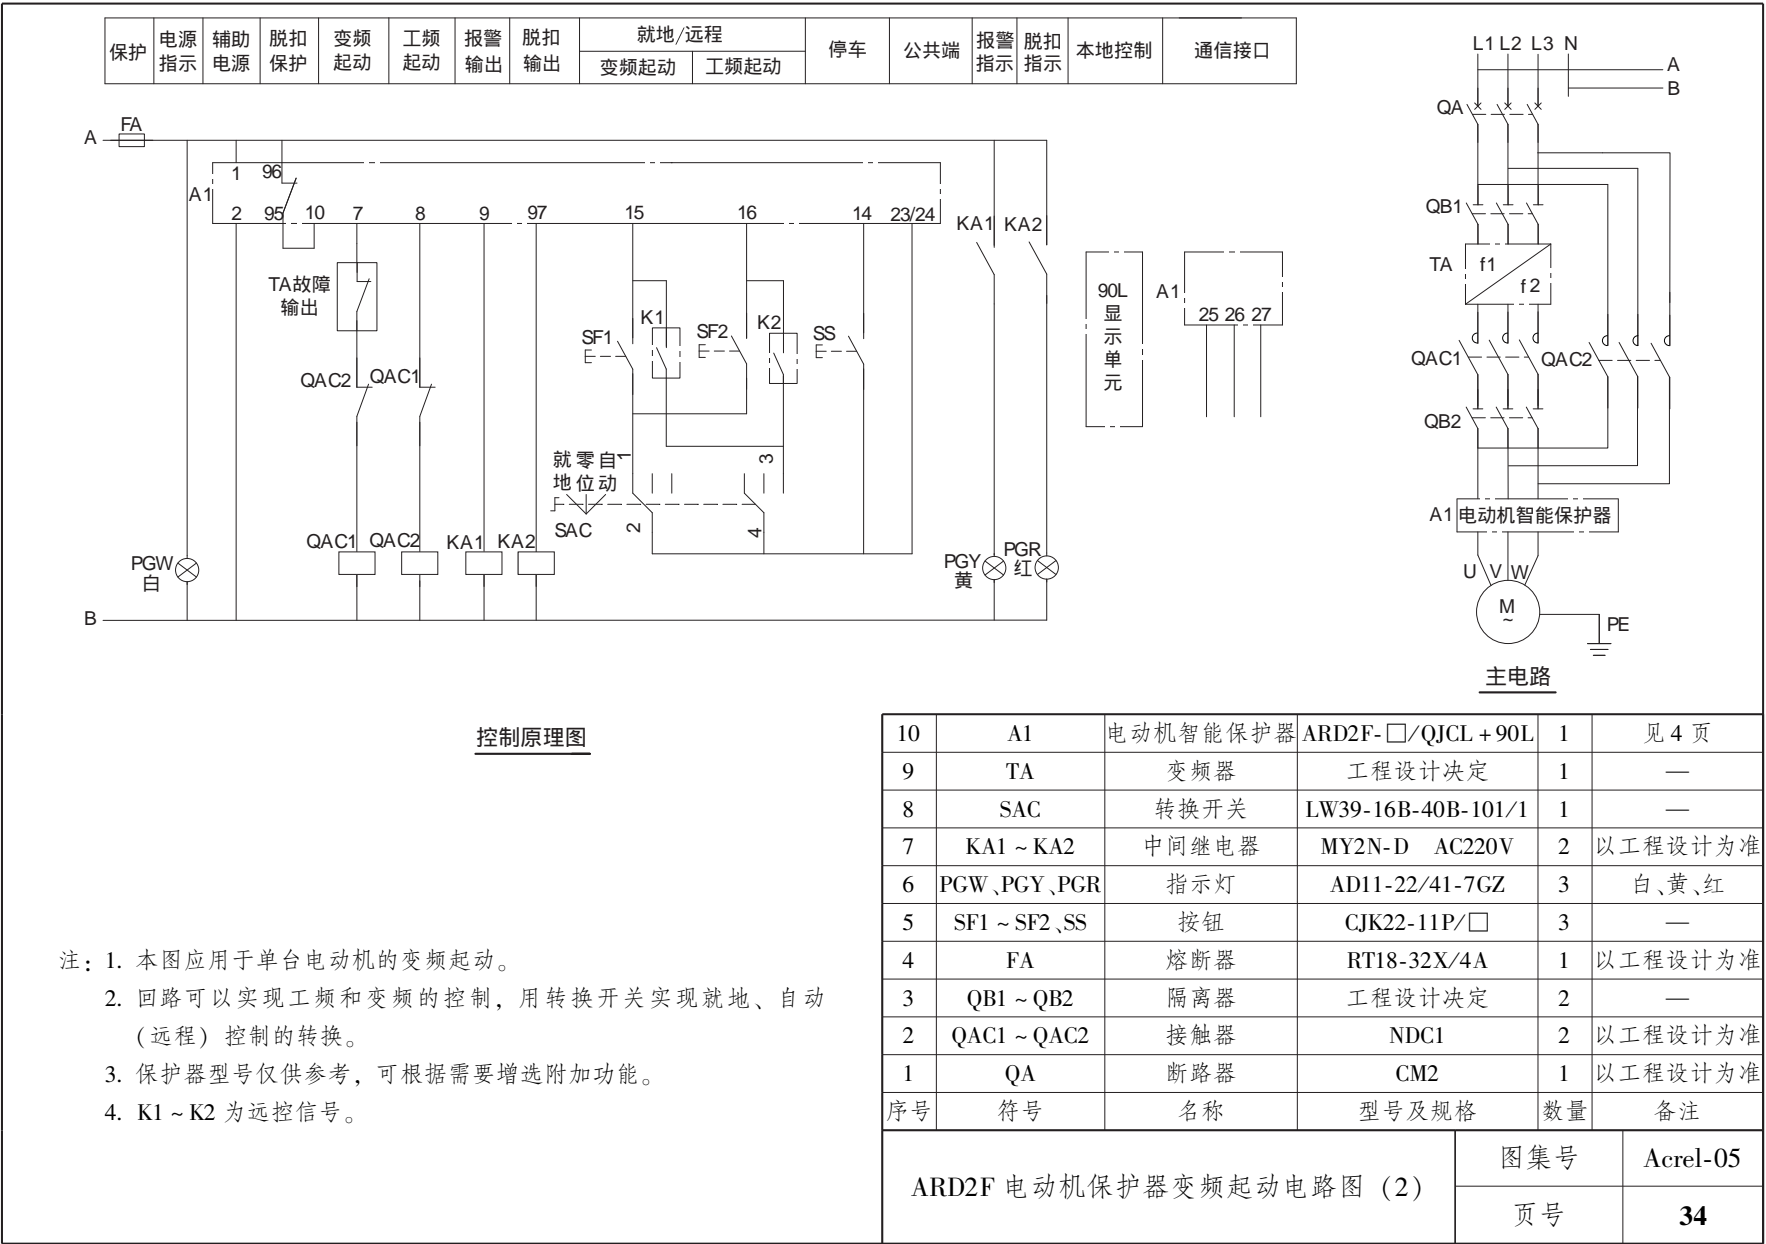 保护
电源
指示
辅助
电源
脱扣
保护
变频
起动
工频
起动
报警
输出
脱扣
输出
就地/远程
变频起动
工频起动
停车
公共端
报警
指示
脱扣
指示
本地控制
通信接口
A
FA
A1
1
96
2
95
10
7
8
9
97
15
16
14
23/24
TA故障
输出
QAC2
QAC1
SF1
K1
SF2
K2
SS
KA1
KA2
就零自
地位动
SAC
1
2
3
4
QAC1
QAC2
KA1
KA2
PGW
白
PGY
黄
PGR
红
B
90L
显
示
单
元
A1
25 26 27
控制原理图
L1 L2 L3 N
A
B
QA
QB1
TA
f1
f2
QAC1
QAC2
QB2
A1 电动机智能保护器
U V W
M
~
PE
主电路
注: 1. 本图应用于单台电动机的变频起动。
2. 回路可以实现工频和变频的控制，用转换开关实现就地、自动
(远程) 控制的转换。
3. 保护器型号仅供参考，可根据需要增选附加功能。
4. K1~K2 为远控信号。
10 A1 电动机智能保护器 ARD2F-□/QJCL+90L 1 见4页
9 TA 变频器 工程设计决定 1 —
8 SAC 转换开关 LW39-16B-40B-101/1 1 —
7 KA1~KA2 中间继电器 MY2N-D AC220V 2 以工程设计为准
6 PGW、PGY、PGR 指示灯 AD11-22/41-7GZ 3 白、黄、红
5 SF1~SF2、SS 按钮 CJK22-11P/□ 3 —
4 FA 熔断器 RT18-32X/4A 1 以工程设计为准
3 QB1~QB2 隔离器 工程设计决定 2 —
2 QAC1~QAC2 接触器 NDC1 2 以工程设计为准
1 QA 断路器 CM2 1 以工程设计为准
序号 符号 名称 型号及规格 数量 备注
ARD2F 电动机保护器变频起动电路图 (2)
图集号 Acrel-05
页号 34